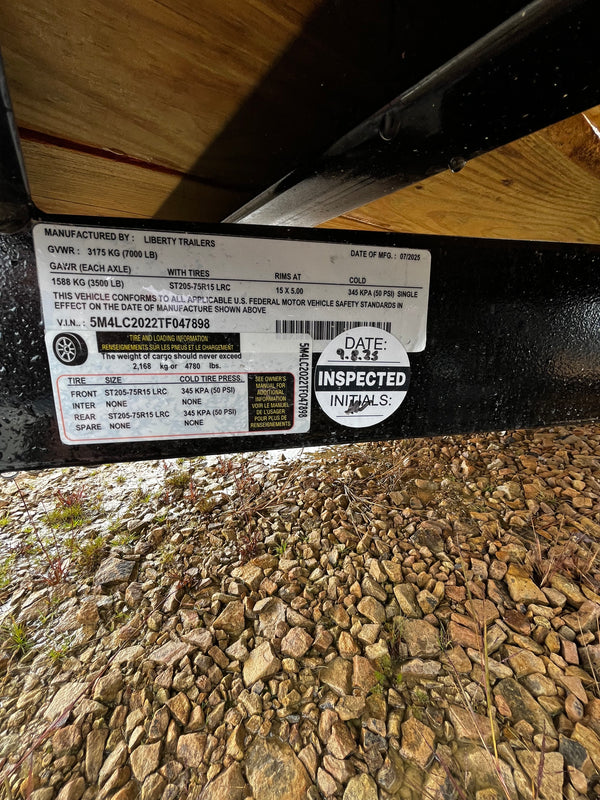 MANUFACTURED BY : LIBERTY TRAILERS
GVWR : 3175 KG (7000 LB) DATE OF MFG. : 07/2025
GAWR (EACH AXLE) WITH TIRES RIMS AT COLD
1588 KG (3500 LB) ST205-75R15 LRC 15 X 5.00 345 KPA (50 PSI) SINGLE
THIS VEHICLE CONFORMS TO ALL APPLICABLE U.S. FEDERAL MOTOR VEHICLE SAFETY STANDARDS IN
EFFECT ON THE DATE OF MANUFACTURE SHOWN ABOVE
V.I.N.. : 5M4LC2022TF047898
TIRE AND LOADING INFORMATION
RENSEIGNEMENTS SUR LES PNEUS ET LE CHARGEMENT
The weight of cargo should never exceed
2,168 kg or 4780 lbs.
TIRE SIZE COLD TIRE PRESS.
FRONT ST205-75R15 LRC 345 KPA (50 PSI)
INTER NONE NONE
REAR ST205-75R15 LRC 345 KPA (50 PSI)
SPARE NONE NONE
SEE OWNER'S
MANUAL FOR
ADDITIONAL
INFORMATION
VOIR LE MANUEL
DE L'USAGER
POUR PLUS DE
RENSEIGNEMENTS
5M4LC2022TF047898
DATE:
9.8.25
INSPECTED
INITIALS: